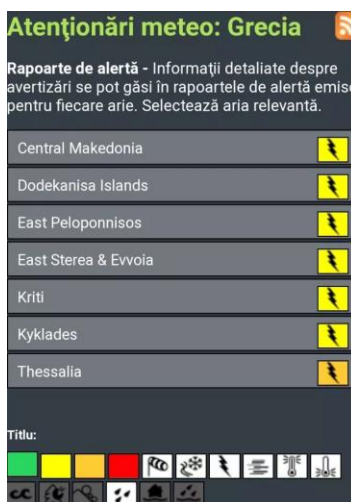 Atenţionări meteo: Grecia
Rapoarte de alertă - Informaţii detaliate despre
avertizări se pot găsi în rapoartele de alertă emise
pentru fiecare arie. Selectează aria relevantă.
Central Makedonia
Dodekanisa Islands
East Peloponnisos
East Sterea & Evvoia
Kriti
Kyklades
Thessalia
Titlu: